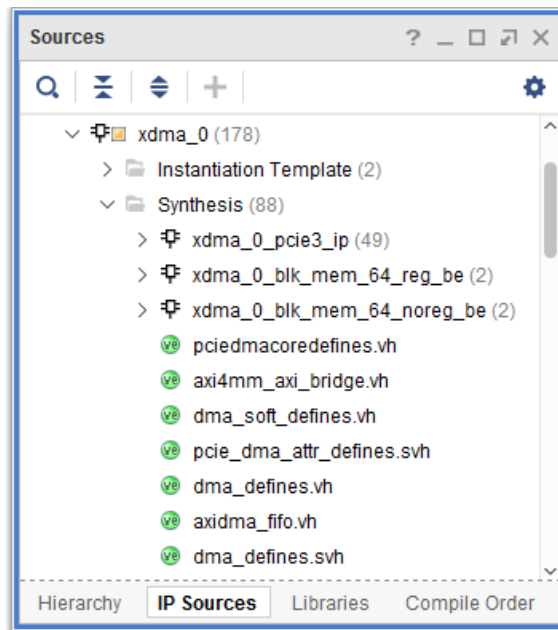 Sources
xdma_0 (178)
Instantiation Template (2)
Synthesis (88)
xdma_0_pcie3_ip (49)
xdma_0_blk_mem_64_reg_be (2)
xdma_0_blk_mem_64_noreg_be (2)
pciedmacoredefines.vh
axi4mm_axi_bridge.vh
dma_soft_defines.vh
pcie_dma_attr_defines.svh
dma_defines.vh
axidma_fifo.vh
dma_defines.svh
Hierarchy IP Sources Libraries Compile Order